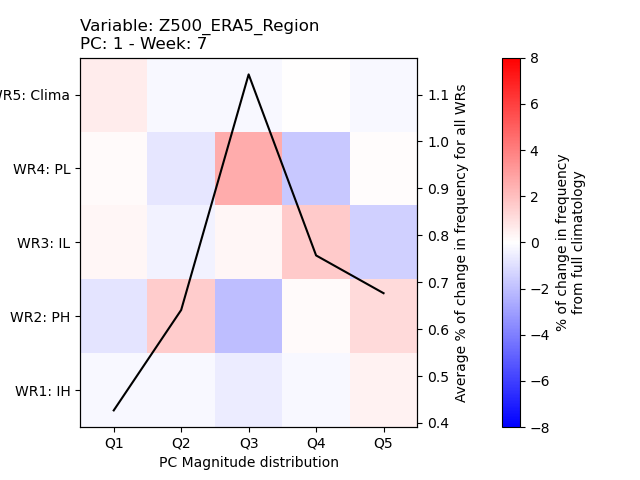 Variable: Z500_ERA5_Region
PC: 1 - Week: 7
WR5: Clima
WR4: PL
WR3: IL
WR2: PH
WR1: IH
Q1 Q2 Q3 Q4 Q5
PC Magnitude distribution
1.1
1.0
0.9
0.8
0.7
0.6
0.5
0.4
Average % of change in frequency for all WRs
8
6
4
2
0
−2
−4
−6
−8
% of change in frequency
from full climatology